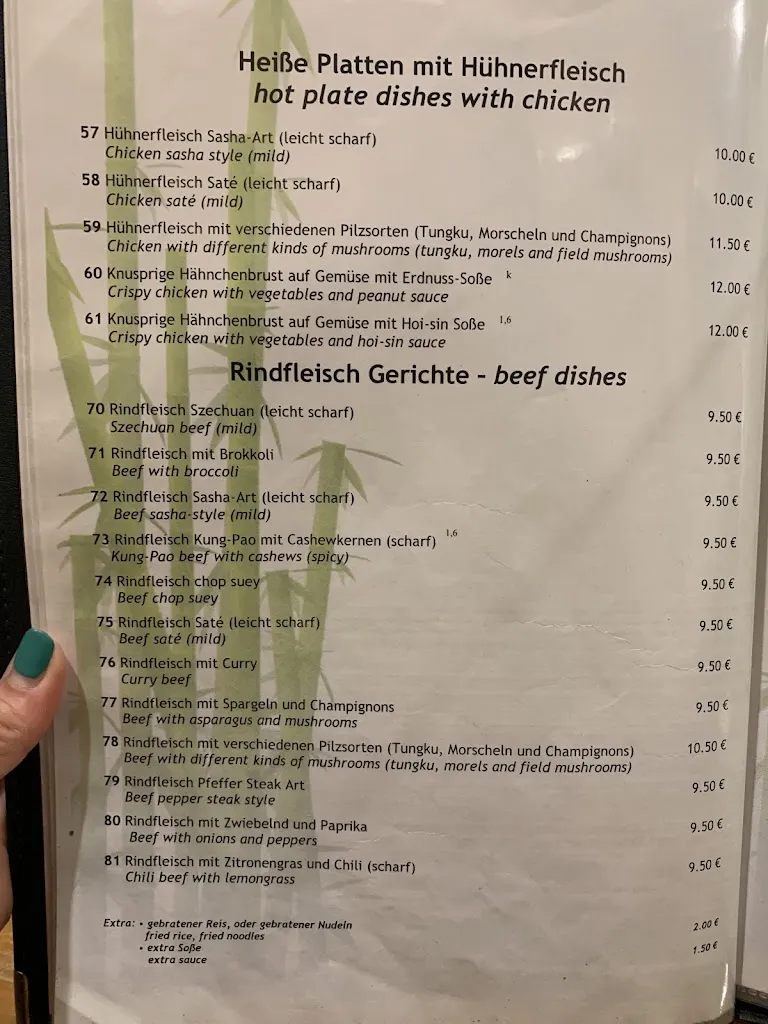 Heiße Platten mit Hühnerfleisch
hot plate dishes with chicken
57 Hühnerfleisch Sasha-Art (leicht scharf)
Chicken sasha style (mild) 10.00 €
58 Hühnerfleisch Saté (leicht scharf)
Chicken saté (mild) 10.00 €
59 Hühnerfleisch mit verschiedenen Pilzsorten (Tungku, Morscheln und Champignons)
Chicken with different kinds of mushrooms (tungku, morels and field mushrooms) 11.50 €
60 Knusprige Hähnchenbrust auf Gemüse mit Erdnuss-Soße k
Crispy chicken with vegetables and peanut sauce 12.00 €
61 Knusprige Hähnchenbrust auf Gemüse mit Hoi-sin Soße 1,6
Crispy chicken with vegetables and hoi-sin sauce 12.00 €
Rindfleisch Gerichte - beef dishes
70 Rindfleisch Szechuan (leicht scharf) 9.50 €
Szechuan beef (mild)
71 Rindfleisch mit Brokkoli 9.50 €
Beef with broccoli
72 Rindfleisch Sasha-Art (leicht scharf) 9.50 €
Beef sasha-style (mild)
73 Rindfleisch Kung-Pao mit Cashewkernen (scharf) 1,6 9.50 €
Kung-Pao beef with cashews (spicy)
74 Rindfleisch chop suey 9.50 €
Beef chop suey
75 Rindfleisch Saté (leicht scharf) 9.50 €
Beef saté (mild)
76 Rindfleisch mit Curry 9.50 €
Curry beef
77 Rindfleisch mit Spargeln und Champignons 9.50 €
Beef with asparagus and mushrooms
78 Rindfleisch mit verschiedenen Pilzsorten (Tungku, Morscheln und Champignons) 10.50 €
Beef with different kinds of mushrooms (tungku, morels and field mushrooms)
79 Rindfleisch Pfeffer Steak Art 9.50 €
Beef pepper steak style
80 Rindfleisch mit Zwiebelnd und Paprika 9.50 €
Beef with onions and peppers
81 Rindfleisch mit Zitronengras und Chili (scharf) 9.50 €
Chili beef with lemongrass
Extra: • gebratener Reis, oder gebratener Nudeln 2.00 €
fried rice, fried noodles
• extra Soße 1.50 €
extra sauce